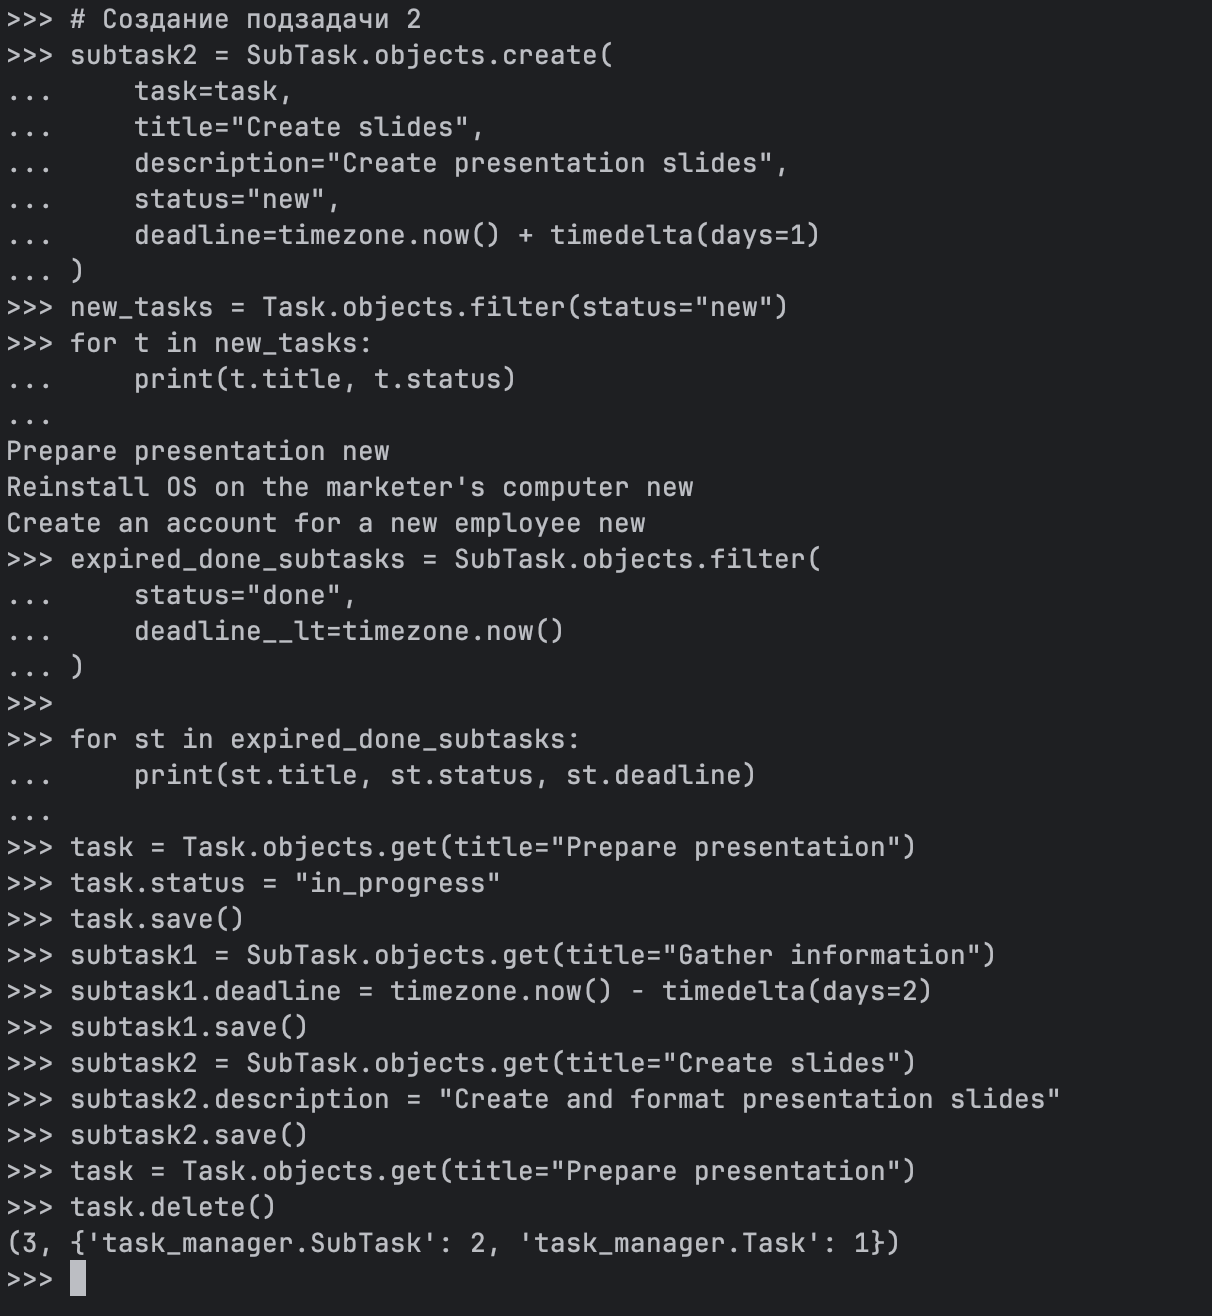 >>> # Создание подзадачи 2
>>> subtask2 = SubTask.objects.create(
...     task=task,
...     title="Create slides",
...     description="Create presentation slides",
...     status="new",
...     deadline=timezone.now() + timedelta(days=1)
... )
>>> new_tasks = Task.objects.filter(status="new")
>>> for t in new_tasks:
...     print(t.title, t.status)
...
Prepare presentation new
Reinstall OS on the marketer's computer new
Create an account for a new employee new
>>> expired_done_subtasks = SubTask.objects.filter(
...     status="done",
...     deadline__lt=timezone.now()
... )
>>>
>>> for st in expired_done_subtasks:
...     print(st.title, st.status, st.deadline)
...
>>> task = Task.objects.get(title="Prepare presentation")
>>> task.status = "in_progress"
>>> task.save()
>>> subtask1 = SubTask.objects.get(title="Gather information")
>>> subtask1.deadline = timezone.now() - timedelta(days=2)
>>> subtask1.save()
>>> subtask2 = SubTask.objects.get(title="Create slides")
>>> subtask2.description = "Create and format presentation slides"
>>> subtask2.save()
>>> task = Task.objects.get(title="Prepare presentation")
>>> task.delete()
(3, {'task_manager.SubTask': 2, 'task_manager.Task': 1})
>>>